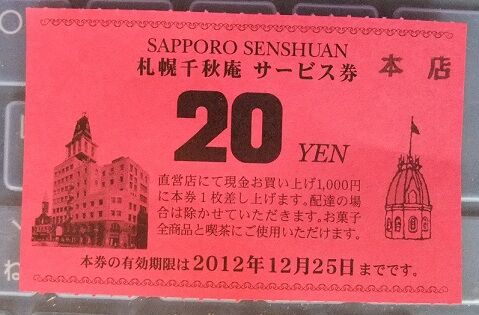 SAPPORO SENSHUAN
札幌千秋庵 サービス券 本店
20 YEN
直営店にて現金お買い上げ1,000円
に本券1枚差し上げます。配達の場
合は除かせていただきます。お菓子
全商品と喫茶にご使用いただけます。
本券の有効期限は2012年12月25日までです。
ね